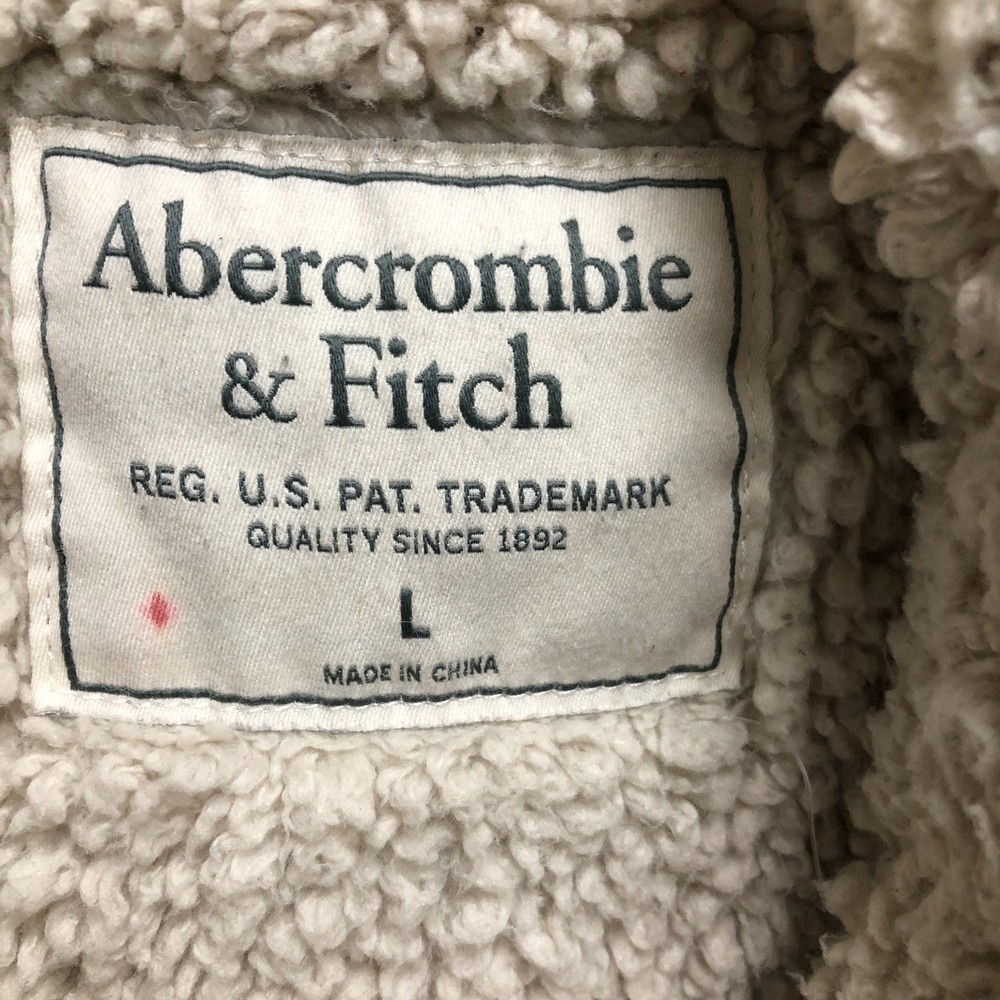 Abercrombie
& Fitch
REG. U.S. PAT. TRADEMARK
QUALITY SINCE 1892
L
MADE IN CHINA